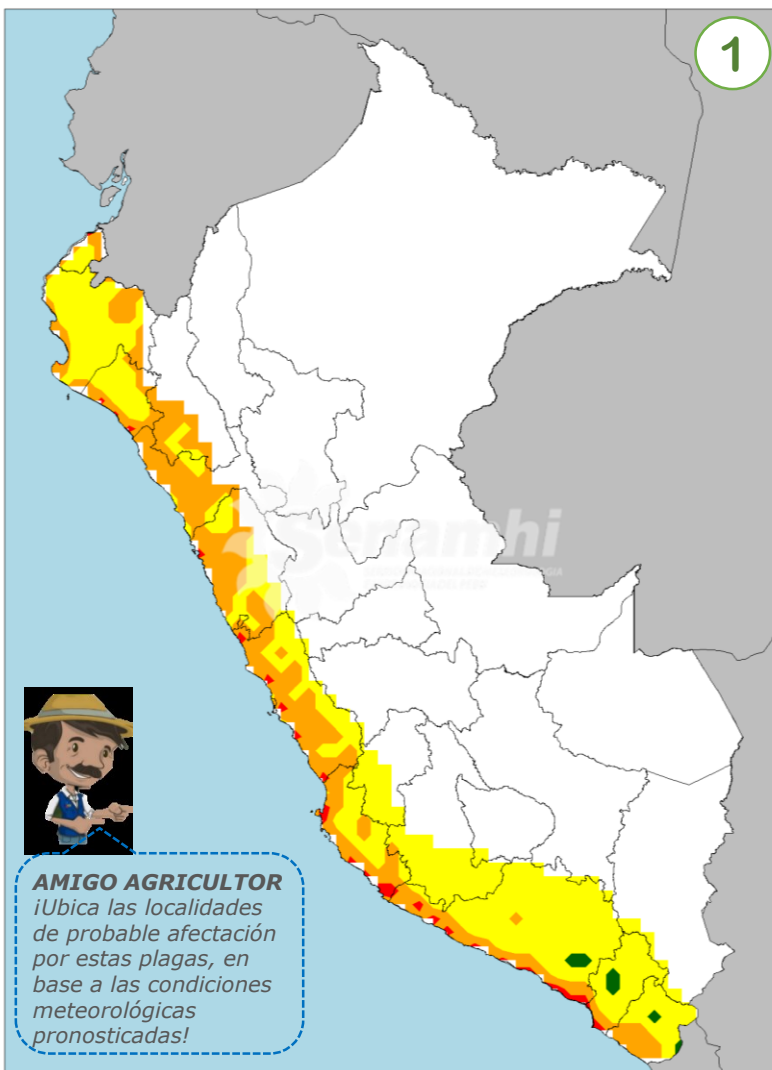 1
Senamhi
AMIGO AGRICULTOR
¡Ubica las localidades
de probable afectación
por estas plagas, en
base a las condiciones
meteorológicas
pronosticadas!